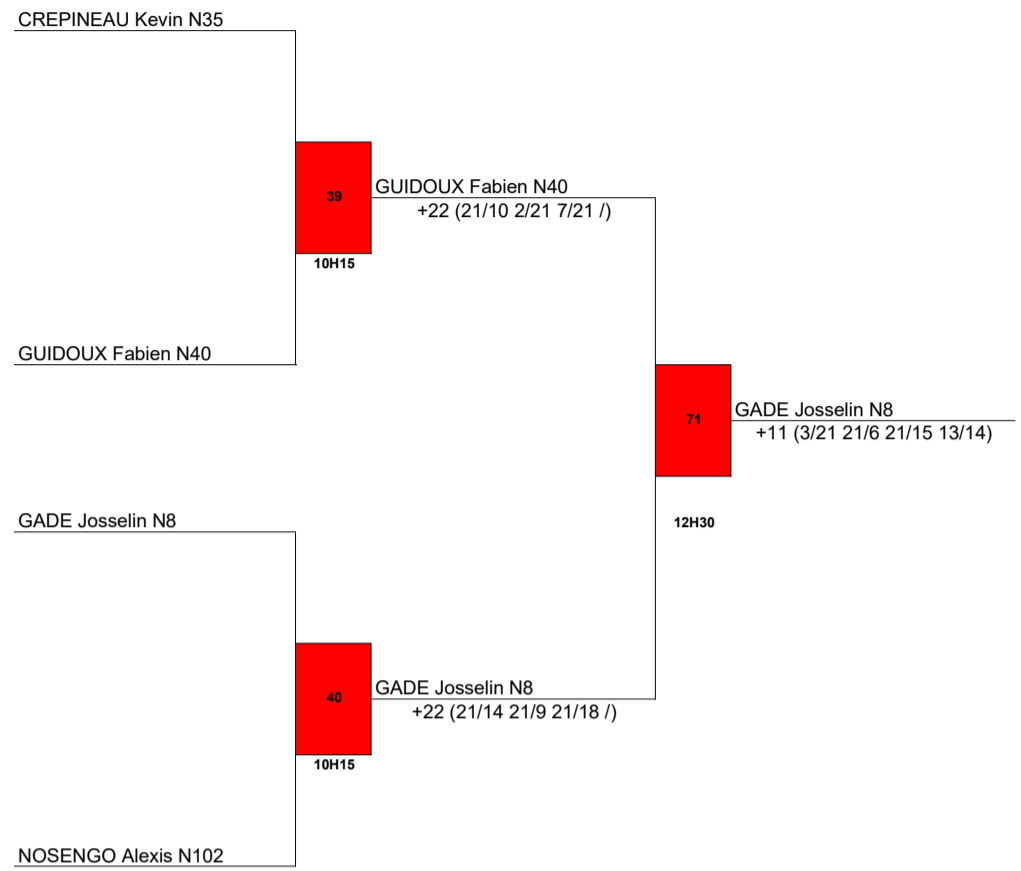 CREPINEAU Kevin N35
39
GUIDOUX Fabien N40
+22 (21/10 2/21 7/21 /)
10H15
GUIDOUX Fabien N40
71
GADE Josselin N8
+11 (3/21 21/6 21/15 13/14)
12H30
GADE Josselin N8
40
GADE Josselin N8
+22 (21/14 21/9 21/18 /)
10H15
NOSENGO Alexis N102